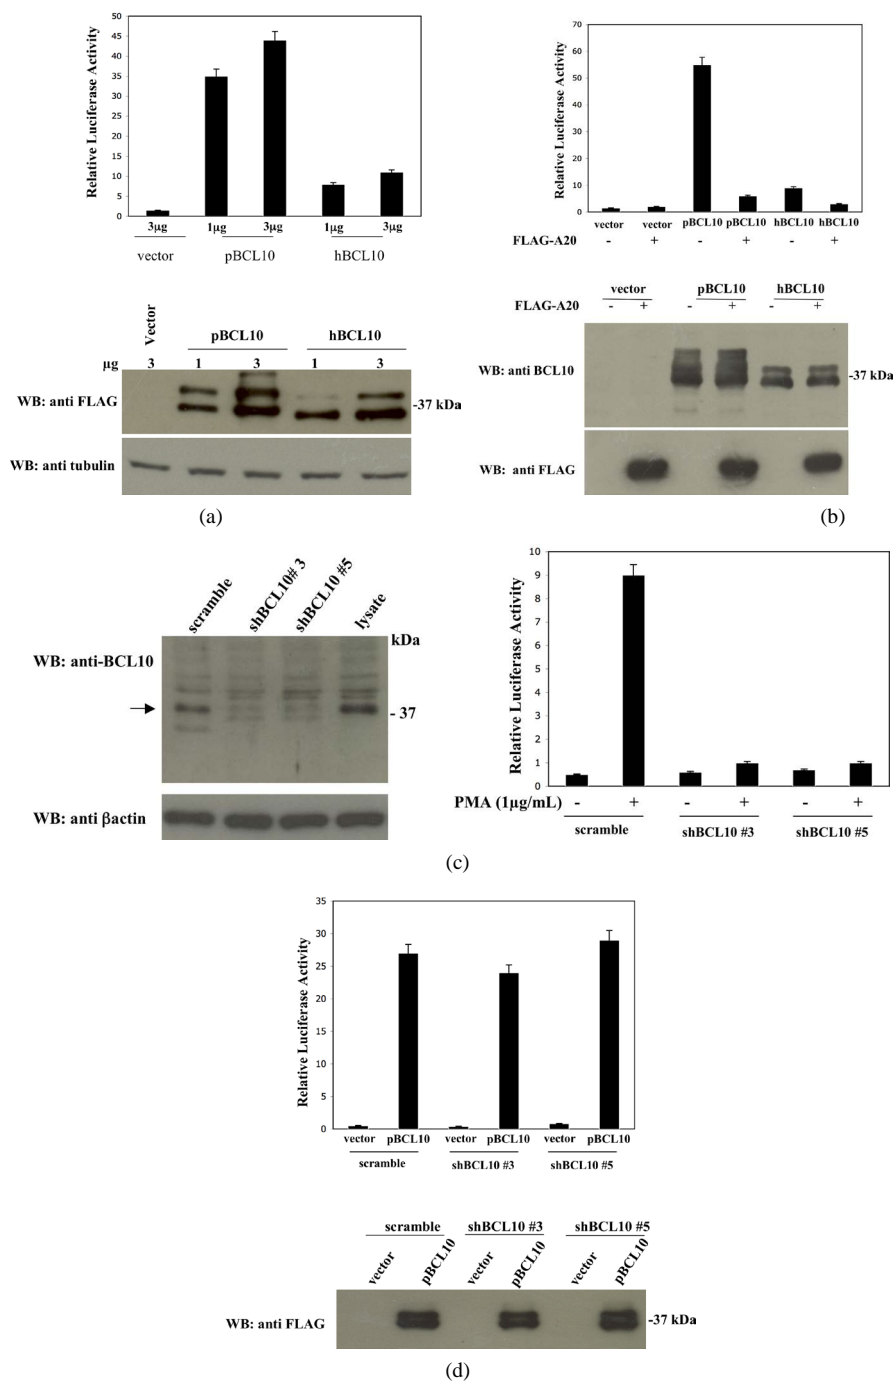 50
45
40
35
30
25
20
15
10
5
0
Relative Luciferase Activity
3µg 1µg 3µg 1µg 3µg
vector pBCL10 hBCL10
Vector
pBCL10 hBCL10
µg 3 1 3 1 3
WB: anti FLAG
-37 kDa
WB: anti tubulin
(a)
70
60
50
40
30
20
10
0
Relative Luciferase Activity
vector vector pBCL10 pBCL10 hBCL10 hBCL10
FLAG-A20 - + - + - +
vector pBCL10 hBCL10
FLAG-A20 - + - + - +
WB: anti BCL10
-37 kDa
WB: anti FLAG
(b)
scramble shBCL10# 3 shBCL10 #5 lysate
kDa
WB: anti-BCL10
- 37
WB: anti βactin
10
9
8
7
6
5
4
3
2
1
0
Relative Luciferase Activity
PMA (1µg/mL) - + - + - +
scramble shBCL10 #3 shBCL10 #5
(c)
35
30
25
20
15
10
5
0
Relative Luciferase Activity
vector pBCL10 vector pBCL10 vector pBCL10
scramble shBCL10 #3 shBCL10 #5
scramble shBCL10 #3 shBCL10 #5
vector pBCL10 vector pBCL10 vector pBCL10
WB: anti FLAG
-37 kDa
(d)